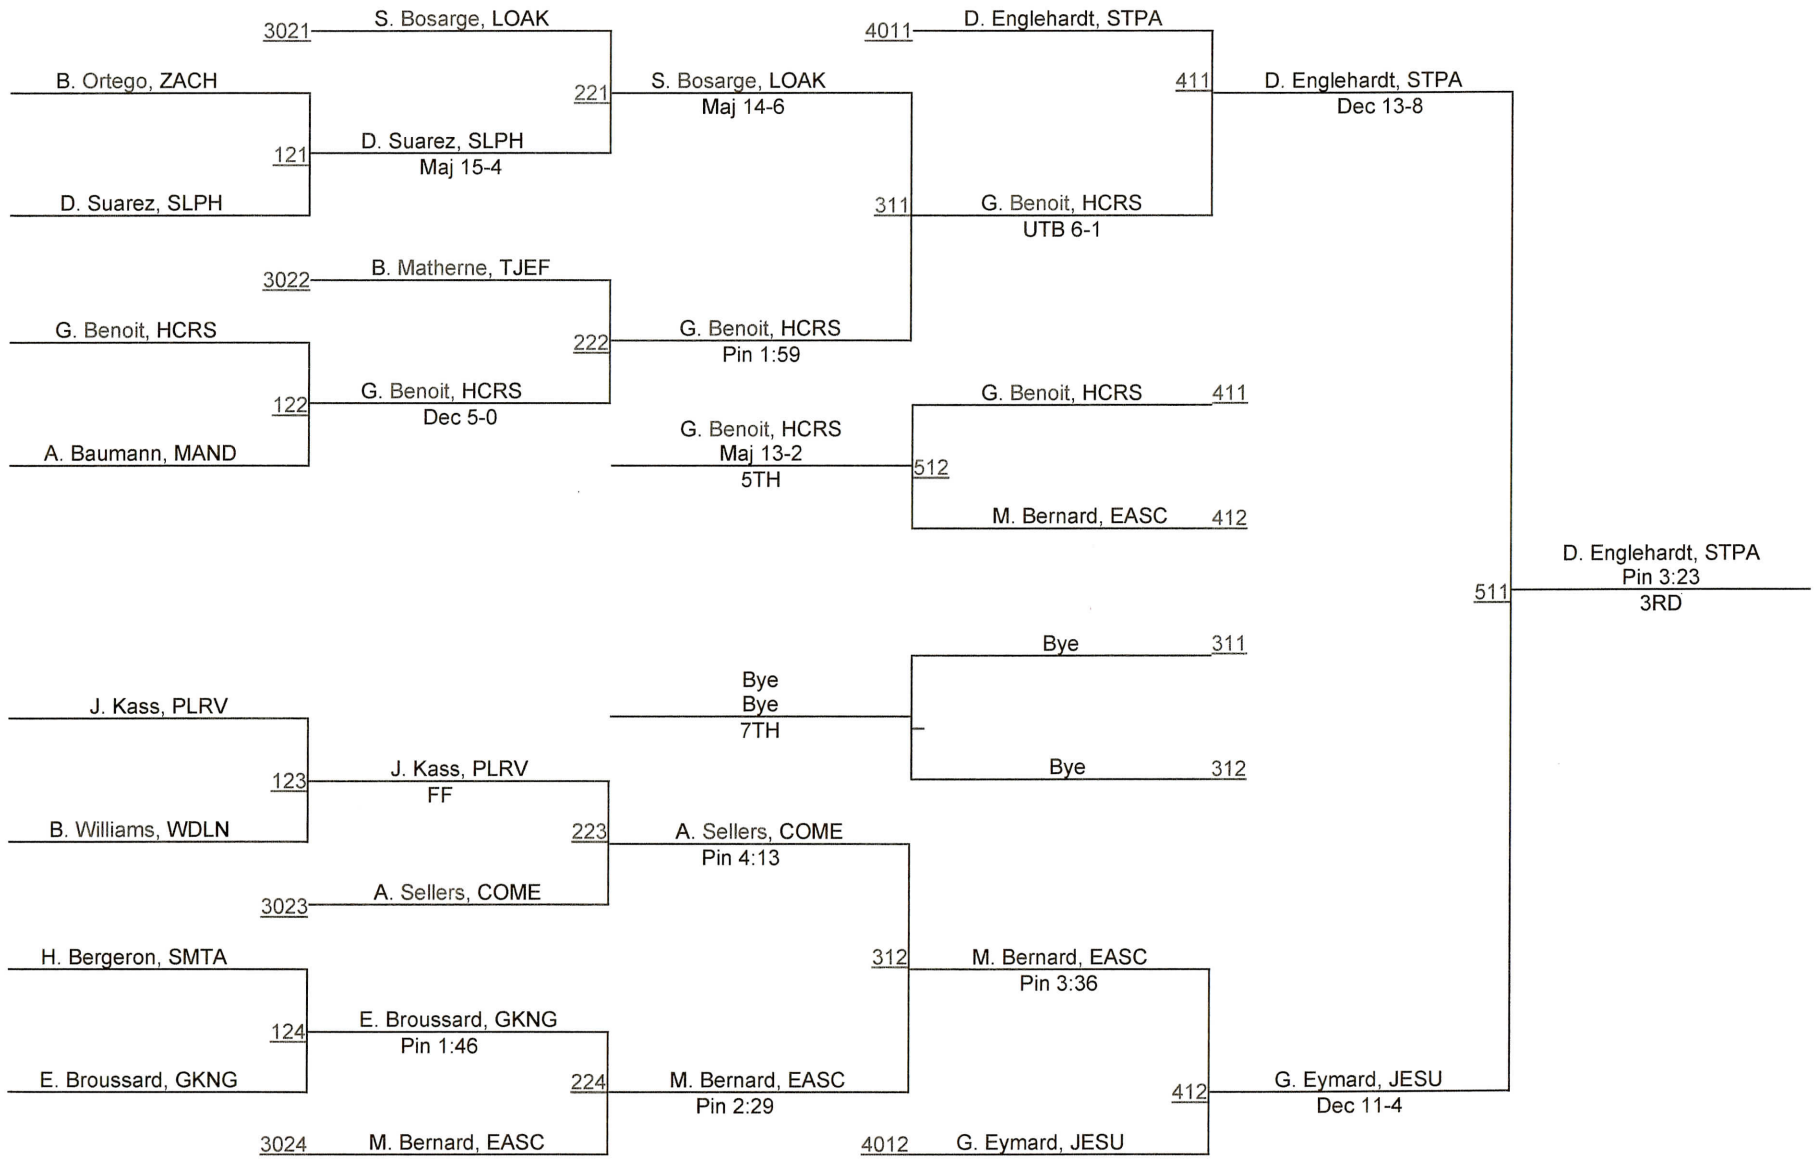 S. Bosarge, LOAK
3021
B. Ortego, ZACH
121
D. Suarez, SLPH
Maj 15-4
D. Suarez, SLPH
221
S. Bosarge, LOAK
Maj 14-6
B. Matherne, TJEF
3022
G. Benoit, HCRS
122
G. Benoit, HCRS
Dec 5-0
A. Baumann, MAND
222
G. Benoit, HCRS
Pin 1:59
D. Englehardt, STPA
4011
311
G. Benoit, HCRS
UTB 6-1
411
D. Englehardt, STPA
Dec 13-8
G. Benoit, HCRS
411
G. Benoit, HCRS
Maj 13-2
5TH
512
M. Bernard, EASC
412
D. Englehardt, STPA
Pin 3:23
3RD
511
Bye
311
Bye
Bye
7TH
Bye
312
J. Kass, PLRV
123
J. Kass, PLRV
FF
B. Williams, WDLN
223
A. Sellers, COME
Pin 4:13
A. Sellers, COME
3023
H. Bergeron, SMTA
124
E. Broussard, GKNG
Pin 1:46
E. Broussard, GKNG
224
M. Bernard, EASC
Pin 2:29
M. Bernard, EASC
3024
312
M. Bernard, EASC
Pin 3:36
412
G. Eymard, JESU
Dec 11-4
4012
G. Eymard, JESU